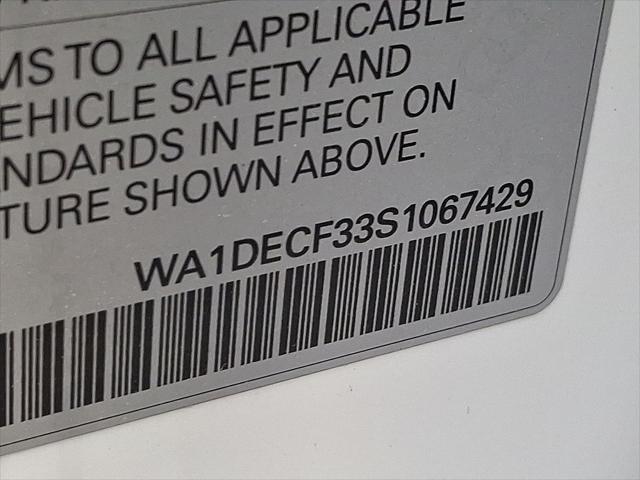 MS TO ALL APPLICABLE
EHICLE SAFETY AND
NDARDS IN EFFECT ON
TURE SHOWN ABOVE.
WA1DECF33S1067429